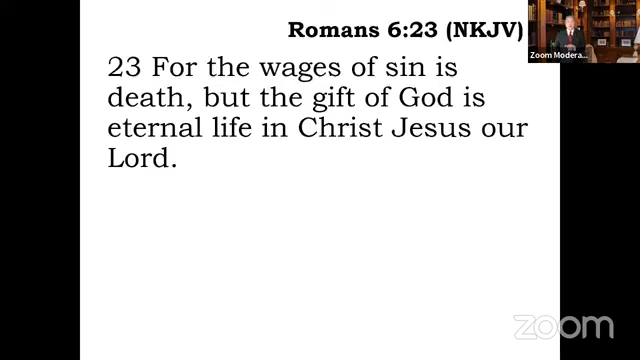 Romans 6:23 (NKJV)
Zoom Modera...
23 For the wages of sin is
death, but the gift of God is
eternal life in Christ Jesus our
Lord.
zoom